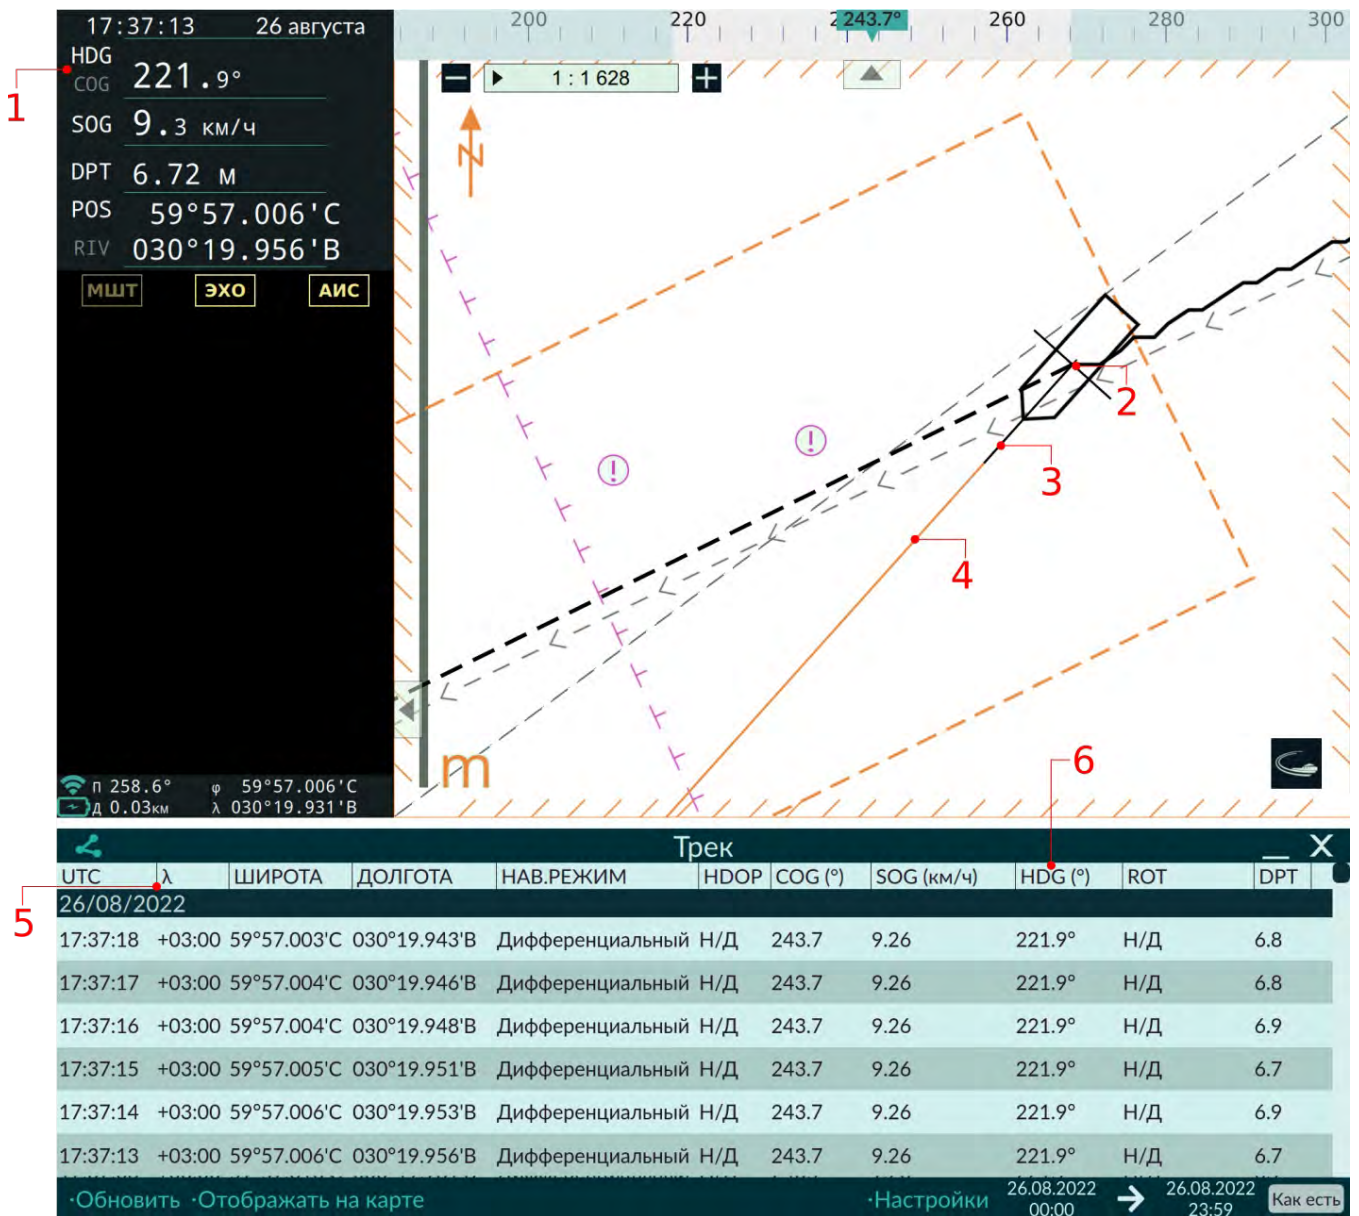 17:37:13 26 августа
HDG
COG 221.9°
SOG 9.3 км/ч
DPT 6.72 м
POS 59°57.006'С
RIV 030°19.956'В
МШТ ЭХО АИС
П 258.6° φ 59°57.006'С
Д 0.03км λ 030°19.931'В
200 220 243.7° 260 280 300
1 : 1 628
N
m
1
2
3
4
5
6
Трек
UTC λ ШИРОТА ДОЛГОТА НАВ.РЕЖИМ HDOP COG (°) SOG (км/ч) HDG (°) ROT DPT
26/08/2022
17:37:18 +03:00 59°57.003'С 030°19.943'В Дифференциальный Н/Д 243.7 9.26 221.9° Н/Д 6.8
17:37:17 +03:00 59°57.004'С 030°19.946'В Дифференциальный Н/Д 243.7 9.26 221.9° Н/Д 6.8
17:37:16 +03:00 59°57.004'С 030°19.948'В Дифференциальный Н/Д 243.7 9.26 221.9° Н/Д 6.9
17:37:15 +03:00 59°57.005'С 030°19.951'В Дифференциальный Н/Д 243.7 9.26 221.9° Н/Д 6.7
17:37:14 +03:00 59°57.006'С 030°19.953'В Дифференциальный Н/Д 243.7 9.26 221.9° Н/Д 6.9
17:37:13 +03:00 59°57.006'С 030°19.956'В Дифференциальный Н/Д 243.7 9.26 221.9° Н/Д 6.7
·Обновить ·Отображать на карте ·Настройки 26.08.2022 00:00 → 26.08.2022 23:59 Как есть